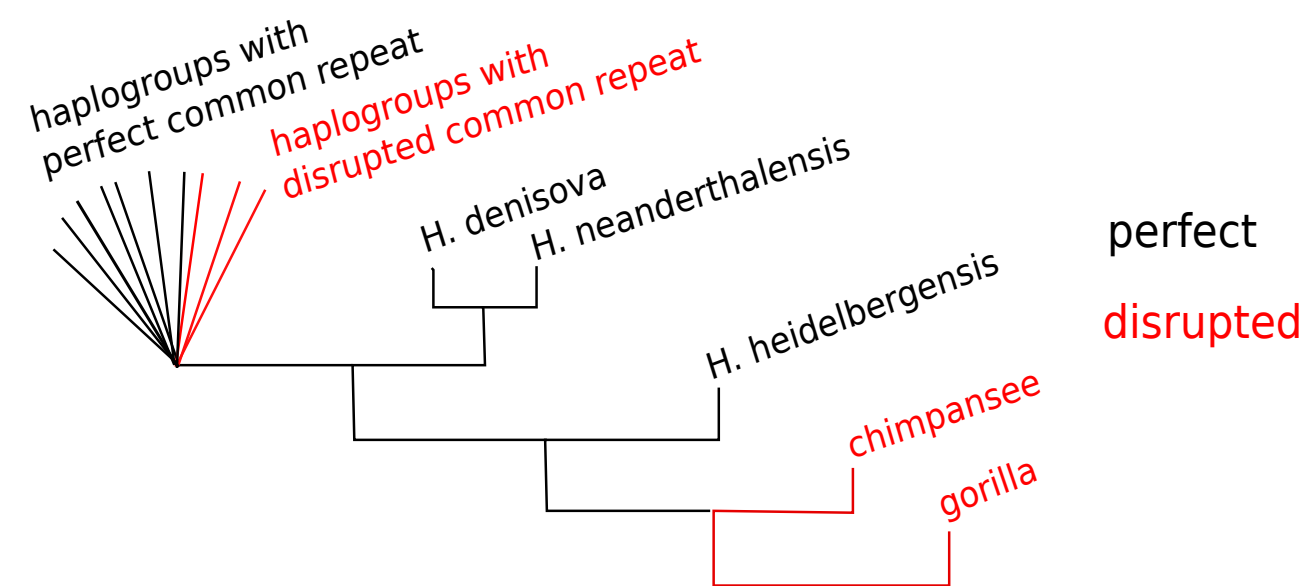 haplogroups with
perfect common repeat
haplogroups with
disrupted common repeat
H. denisova
H. neanderthalensis
H. heidelbergensis
chimpansee
gorilla
perfect
disrupted